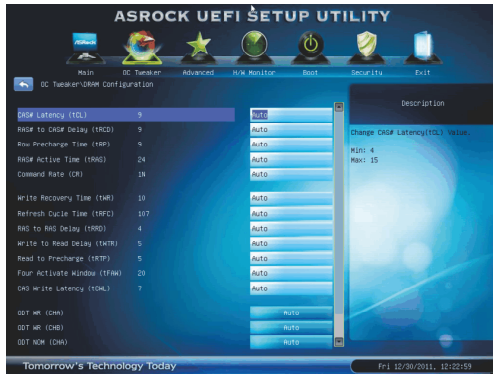 ASROCK UEFI SETUP UTILITY
ASRock
Main OC Tweaker Advanced H/W Monitor Boot Security Exit
OC Tweaker\DRAM Configuration
Description
CAS# Latency (tCL) 9 Auto
Change CAS# Latency(tCL) Value.
RAS# to CAS# Delay (tRCD) 9 Auto
Min: 4
Row Precharge Time (tRP) 9 Auto
Max: 15
RAS# Active Time (tRAS) 24 Auto
Command Rate (CR) 1N Auto
Write Recovery Time (tWR) 10 Auto
Refresh Cycle Time (tRFC) 107 Auto
RAS to RAS Delay (tRRD) 4 Auto
Write to Read Delay (tWTR) 5 Auto
Read to Precharge (tRTP) 5 Auto
Four Activate Window (tFAW) 20 Auto
CAS Write Latency (tCWL) 7 Auto
ODT WR (CHA) Auto
ODT WR (CHB) Auto
ODT NOM (CHA) Auto
Tomorrow's Technology Today
Fri 12/30/2011, 12:22:59